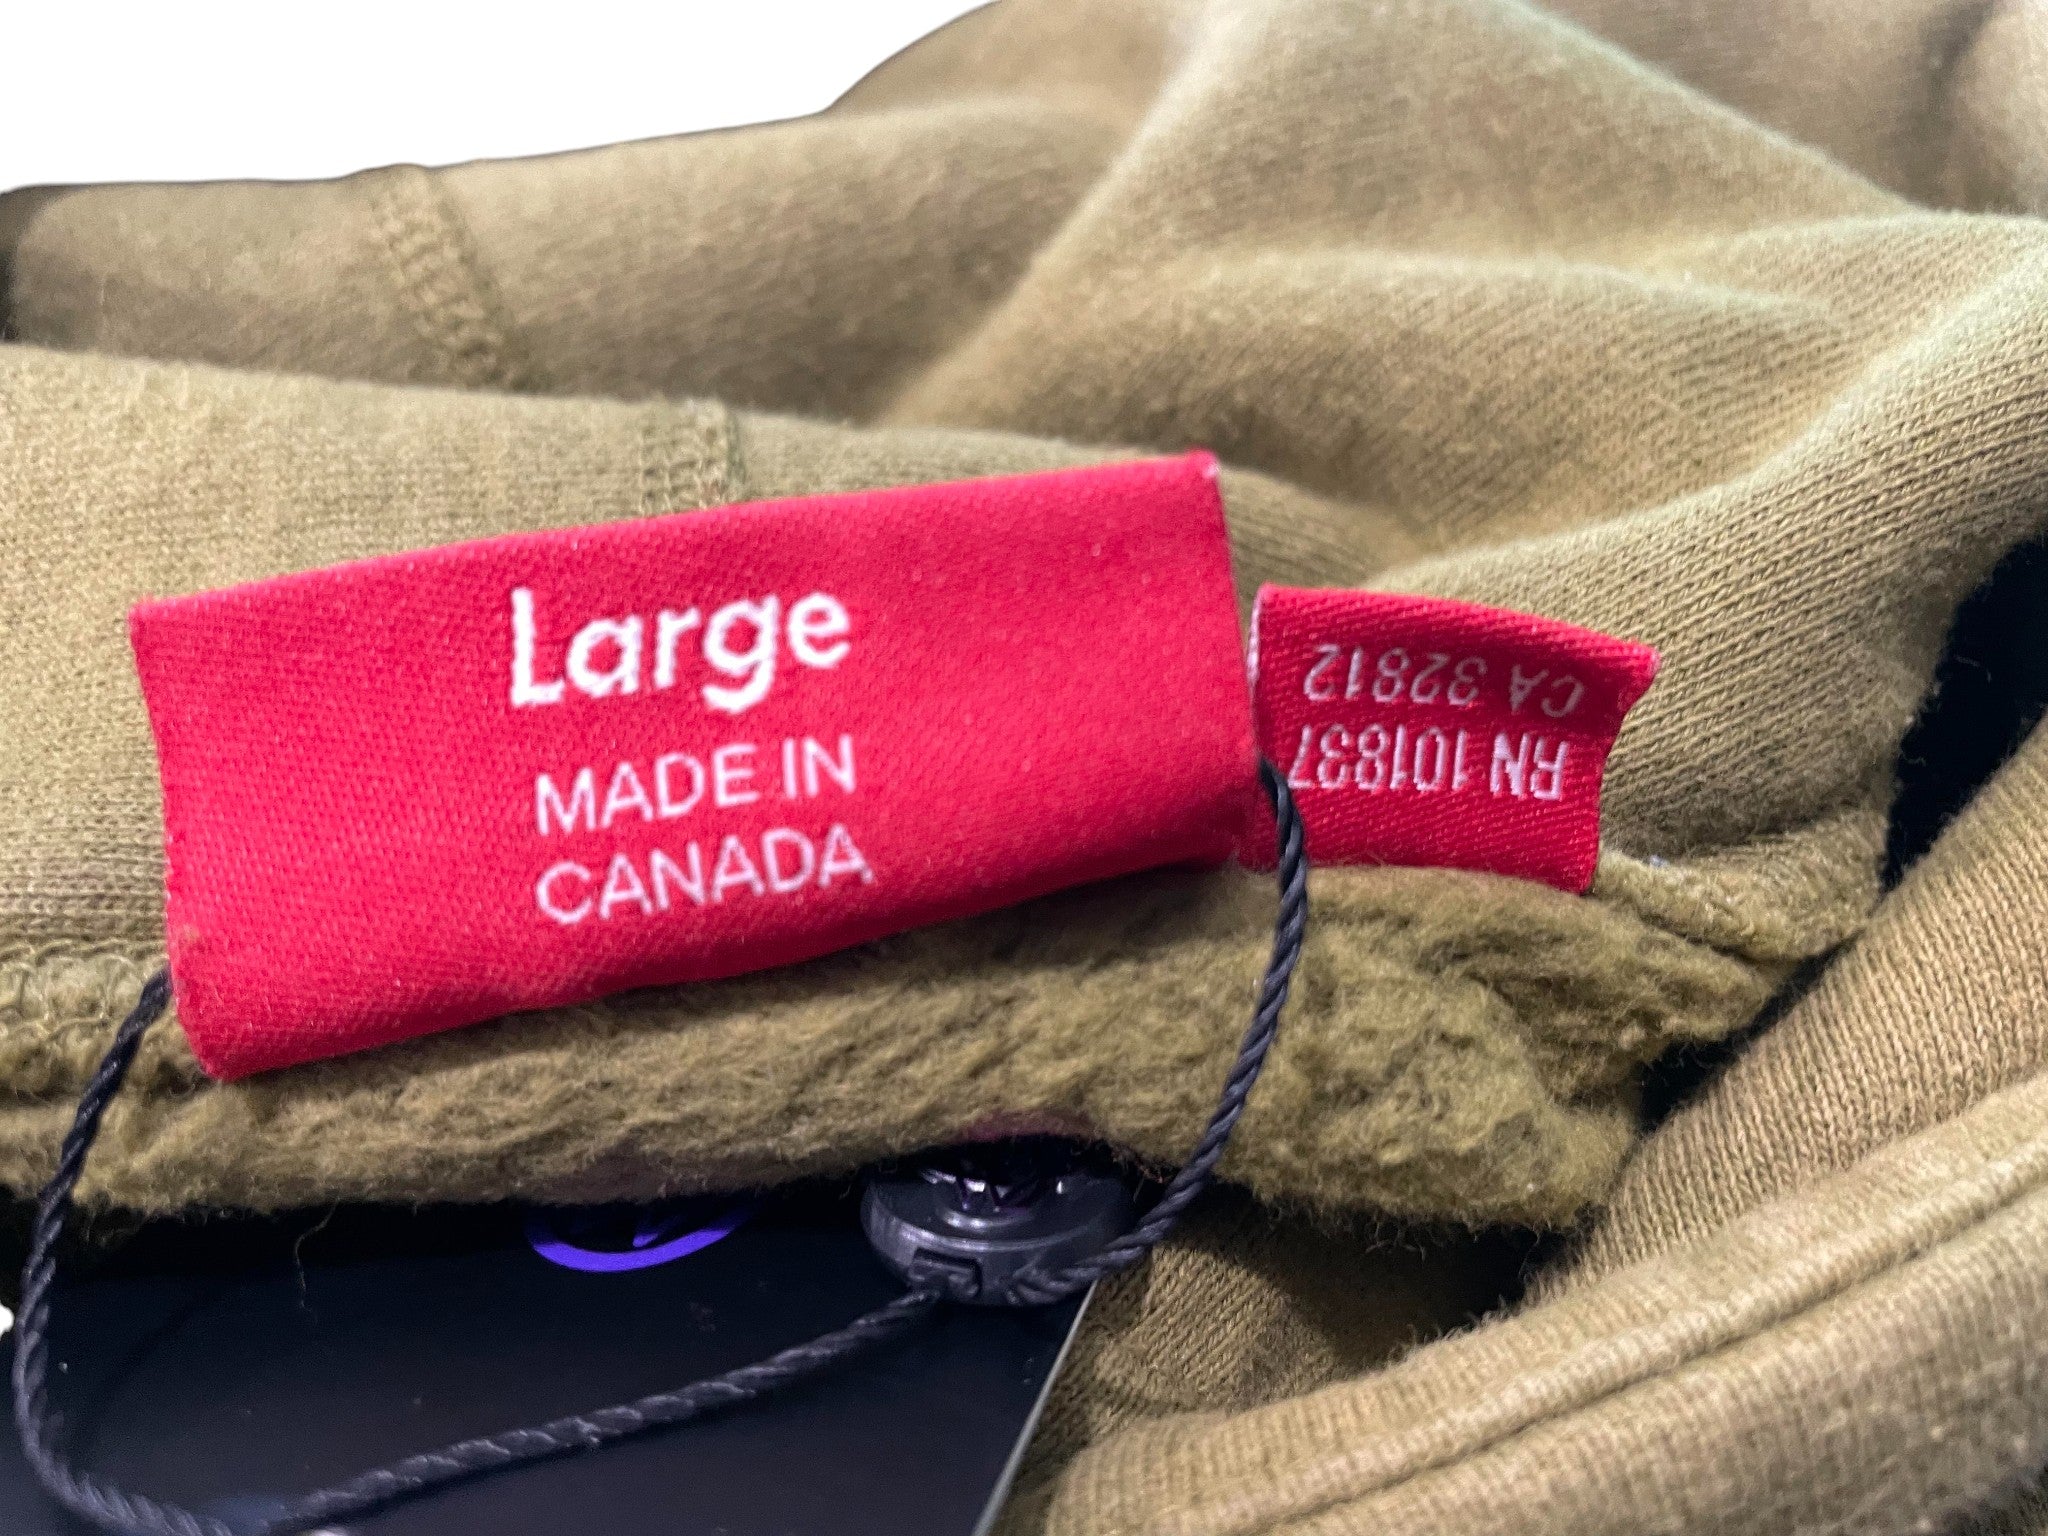 Large
MADE IN
CANADA
RN 101837
CA 32812